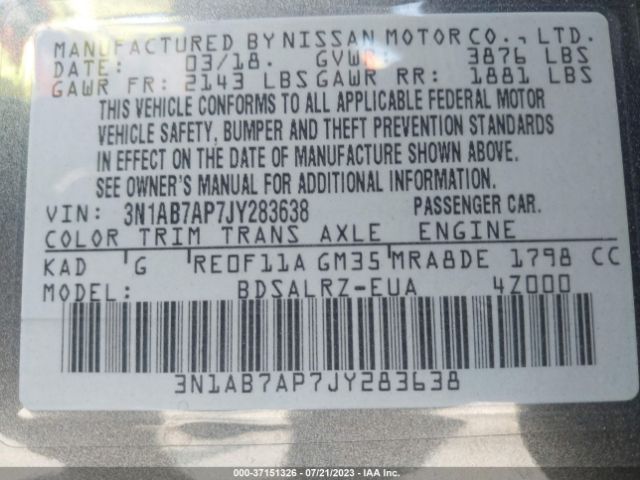 MANUFACTURED BY NISSAN MOTOR CO., LTD.
DATE: 03/18. GVWR: 3876 LBS
GAWR FR: 2143 LBS GAWR RR: 1881 LBS
THIS VEHICLE CONFORMS TO ALL APPLICABLE FEDERAL MOTOR
VEHICLE SAFETY, BUMPER AND THEFT PREVENTION STANDARDS
IN EFFECT ON THE DATE OF MANUFACTURE SHOWN ABOVE.
SEE OWNER'S MANUAL FOR ADDITIONAL INFORMATION.
VIN: 3N1AB7AP7JY283638 PASSENGER CAR.
COLOR TRIM TRANS AXLE ENGINE
KAD G RE0F11A GM35 MRA8DE 1798 CC
MODEL: BDSALRZ-EUA 4Z000
3N1AB7AP7JY283638
000-37151326 / 07/21/2023 - IAA Inc.